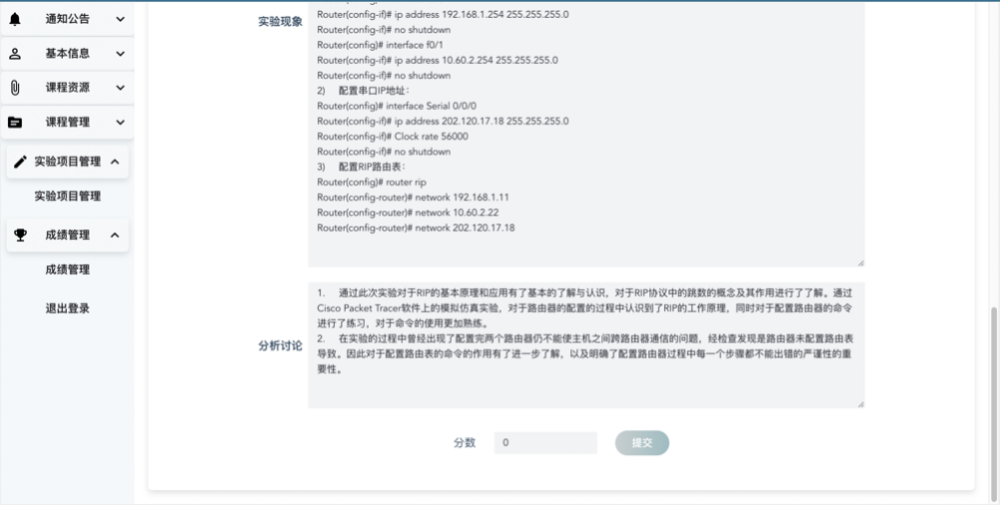 通知公告
基本信息
课程资源
课程管理
实验项目管理
实验项目管理
成绩管理
成绩管理
退出登录
实验现象
Router(config-if)# ip address 192.168.1.254 255.255.255.0
Router(config-if)# no shutdown
Router(config)# interface f0/1
Router(config-if)# ip address 10.60.2.254 255.255.255.0
Router(config-if)# no shutdown
2) 配置串口IP地址：
Router(config)# interface Serial 0/0/0
Router(config-if)# ip address 202.120.17.18 255.255.255.0
Router(config-if)# Clock rate 56000
Router(config-if)# no shutdown
3) 配置RIP路由表：
Router(config)# router rip
Router(config-router)# network 192.168.1.11
Router(config-router)# network 10.60.2.22
Router(config-router)# network 202.120.17.18
分析讨论
1. 通过此次实验对于RIP的基本原理和应用有了基本的了解与认识，对于RIP协议中的跳数的概念及其作用进行了了解。通过
Cisco Packet Tracer软件上的模拟仿真实验，对于路由器的配置的过程中认识到了RIP的工作原理，同时对于配置路由器的命令
进行了练习，对于命令的使用更加熟练。
2. 在实验的过程中曾经出现了配置完两个路由器仍不能使主机之间跨路由器通信的问题，经检查发现是路由器未配置路由表
导致。因此对于配置路由表的命令的作用有了进一步了解，以及明确了配置路由器过程中每一个步骤都不能出错的严谨性的重
要性。
分数
0
提交